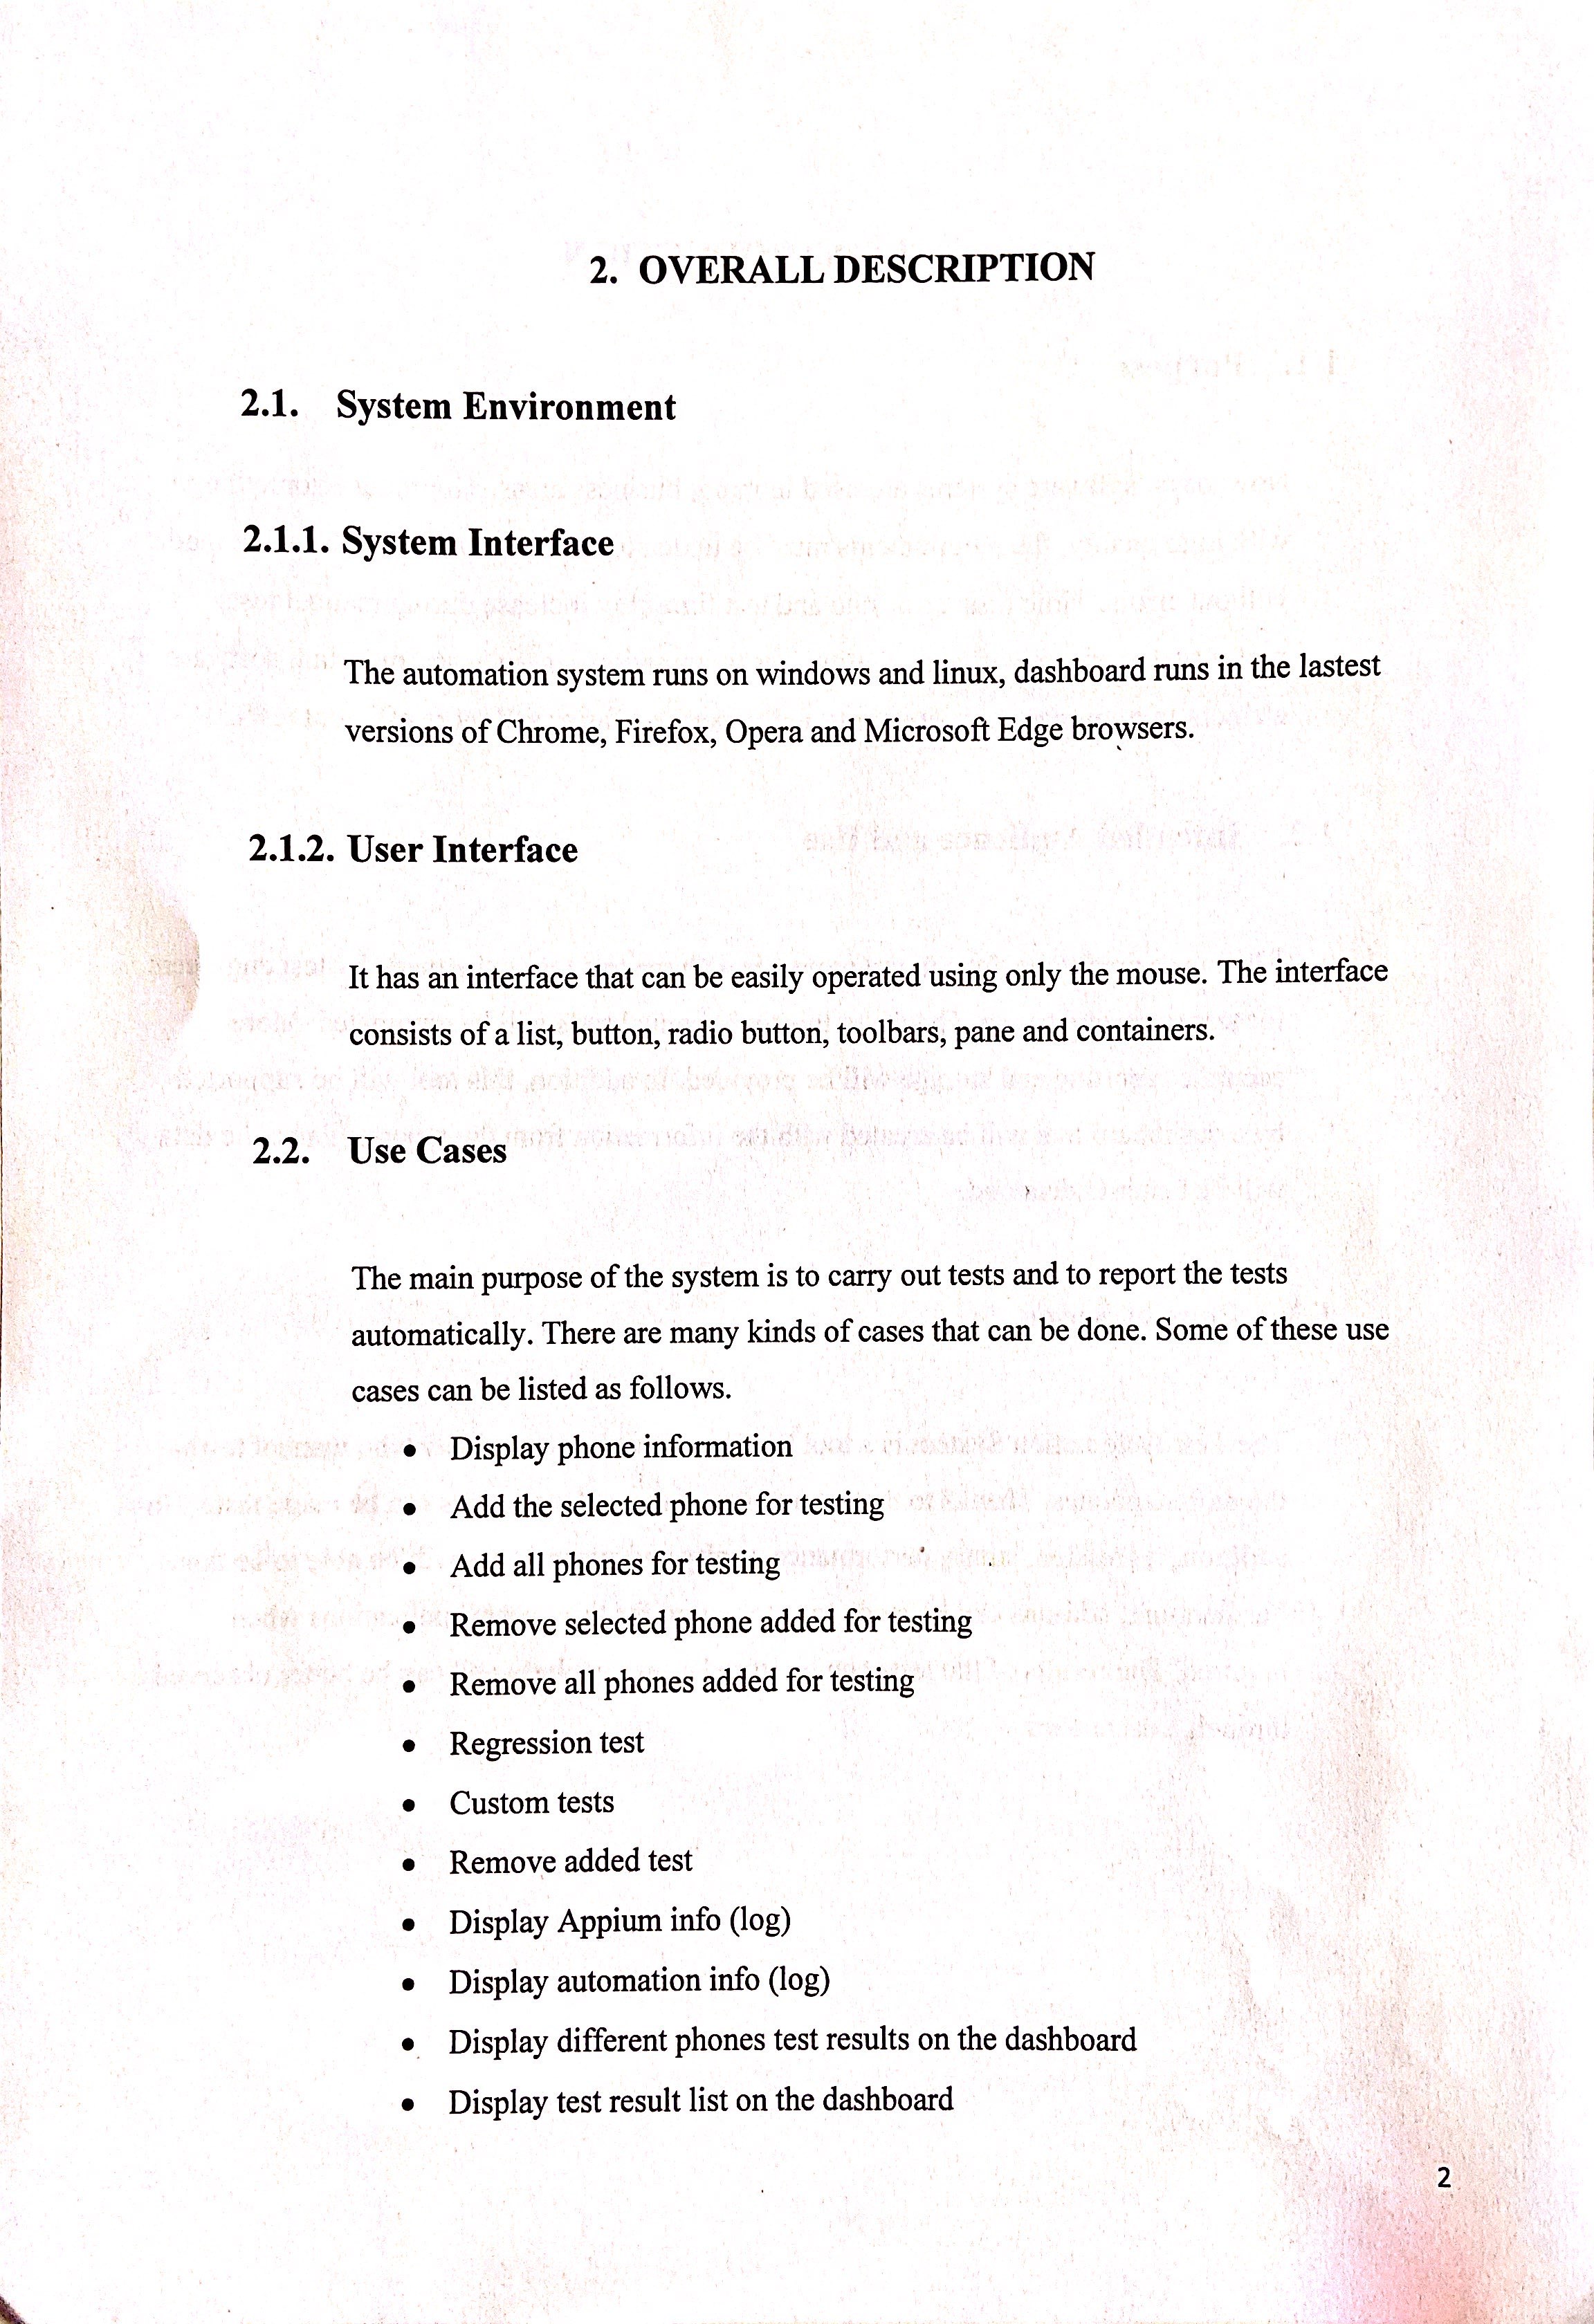 2. OVERALL DESCRIPTION
2.1. System Environment
2.1.1. System Interface
The automation system runs on windows and linux, dashboard runs in the lastest
versions of Chrome, Firefox, Opera and Microsoft Edge browsers.
2.1.2. User Interface
It has an interface that can be easily operated using only the mouse. The interface
consists of a list, button, radio button, toolbars, pane and containers.
2.2. Use Cases
The main purpose of the system is to carry out tests and to report the tests
automatically. There are many kinds of cases that can be done. Some of these use
cases can be listed as follows.
• Display phone information
• Add the selected phone for testing
• Add all phones for testing
• Remove selected phone added for testing
• Remove all phones added for testing
• Regression test
• Custom tests
• Remove added test
• Display Appium info (log)
• Display automation info (log)
• Display different phones test results on the dashboard
• Display test result list on the dashboard
2